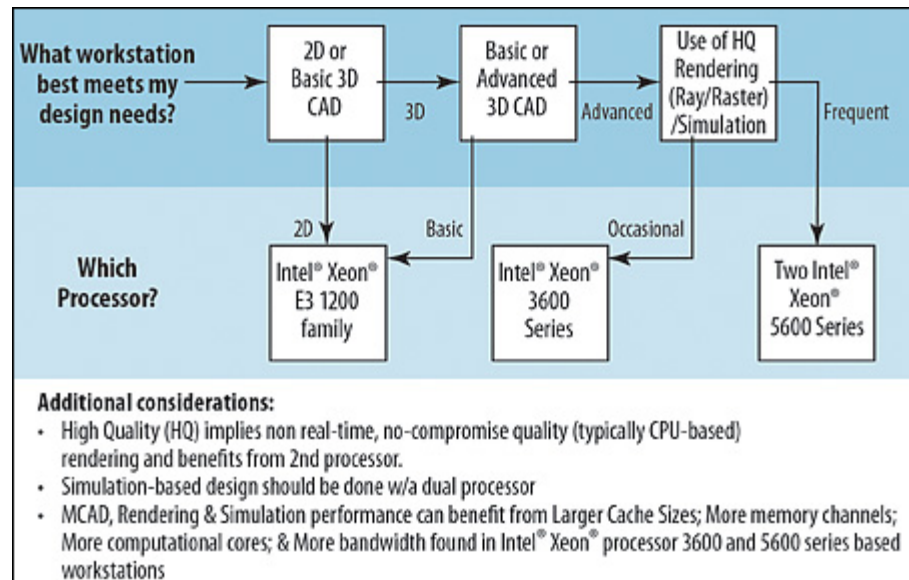 What workstation
best meets my
design needs?
2D or
Basic 3D
CAD
3D
Basic or
Advanced
3D CAD
Advanced
Use of HQ
Rendering
(Ray/Raster)
/Simulation
Frequent
2D
Basic
Occasional
Which
Processor?
Intel® Xeon®
E3 1200
family
Intel® Xeon®
3600
Series
Two Intel®
Xeon®
5600 Series
Additional considerations:
• High Quality (HQ) implies non real-time, no-compromise quality (typically CPU-based)
rendering and benefits from 2nd processor.
• Simulation-based design should be done w/a dual processor
• MCAD, Rendering & Simulation performance can benefit from Larger Cache Sizes; More memory channels;
More computational cores; & More bandwidth found in Intel® Xeon® processor 3600 and 5600 series based
workstations